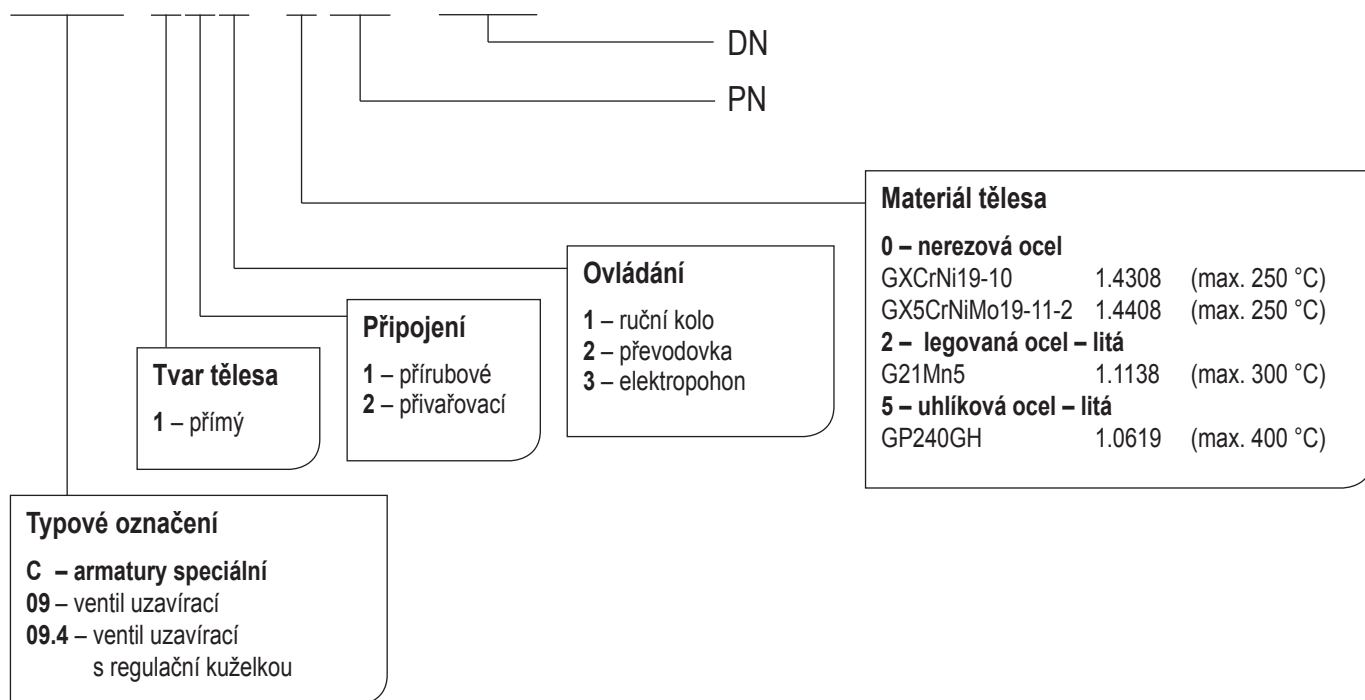 DN
PN
Materiál tělesa
0 – nerezová ocel
GXCrNi19-10 1.4308 (max. 250 °C)
GX5CrNiMo19-11-2 1.4408 (max. 250 °C)
2 – legovaná ocel – litá
G21Mn5 1.1138 (max. 300 °C)
5 – uhlíková ocel – litá
GP240GH 1.0619 (max. 400 °C)
Ovládání
1 – ruční kolo
2 – převodovka
3 – elektropohon
Připojení
1 – přírubové
2 – přivařovací
Tvar tělesa
1 – přímý
Typové označení
C – armatury speciální
09 – ventil uzavírací
09.4 – ventil uzavírací
s regulační kuželkou